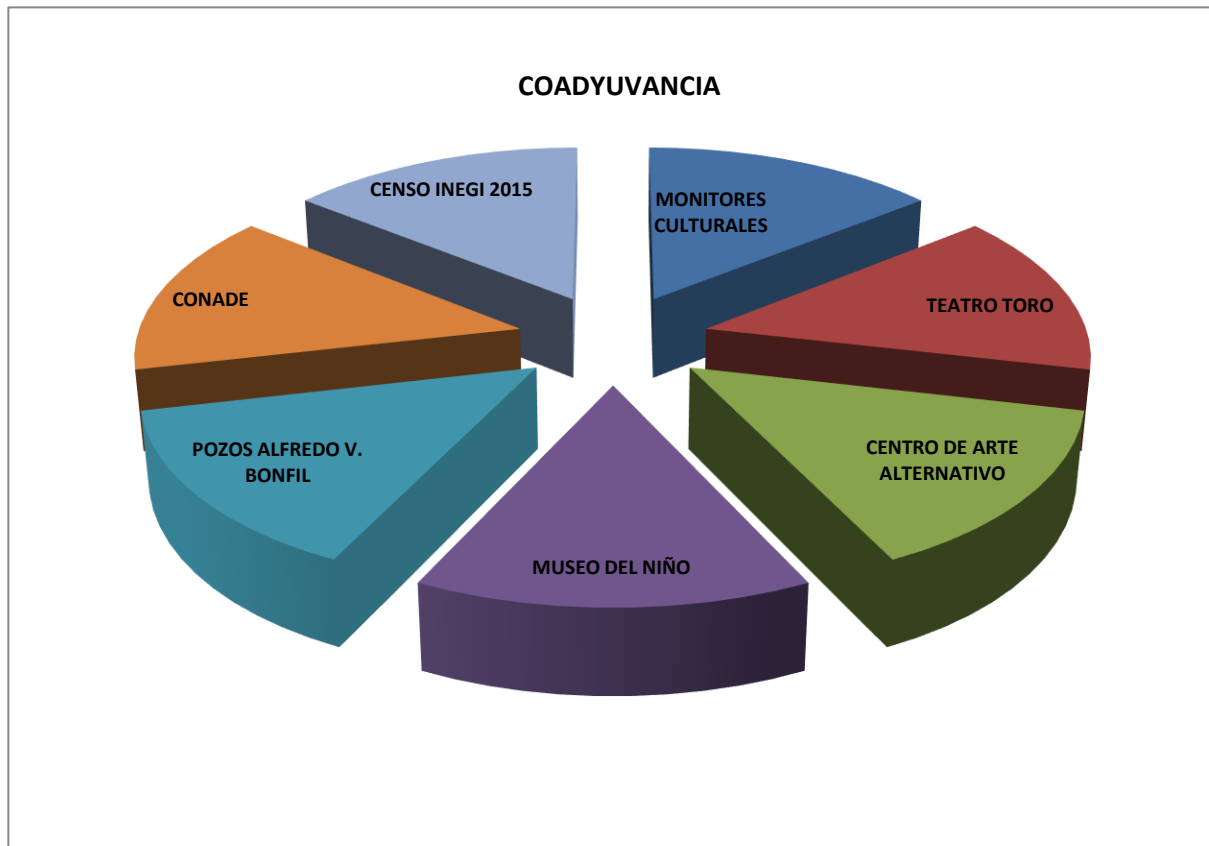 COADYUVANCIA
CENSO INEGI 2015
MONITORES
CULTURALES
CONADE
TEATRO TORO
POZOS ALFREDO V.
BONFIL
CENTRO DE ARTE
ALTERNATIVO
MUSEO DEL NIÑO